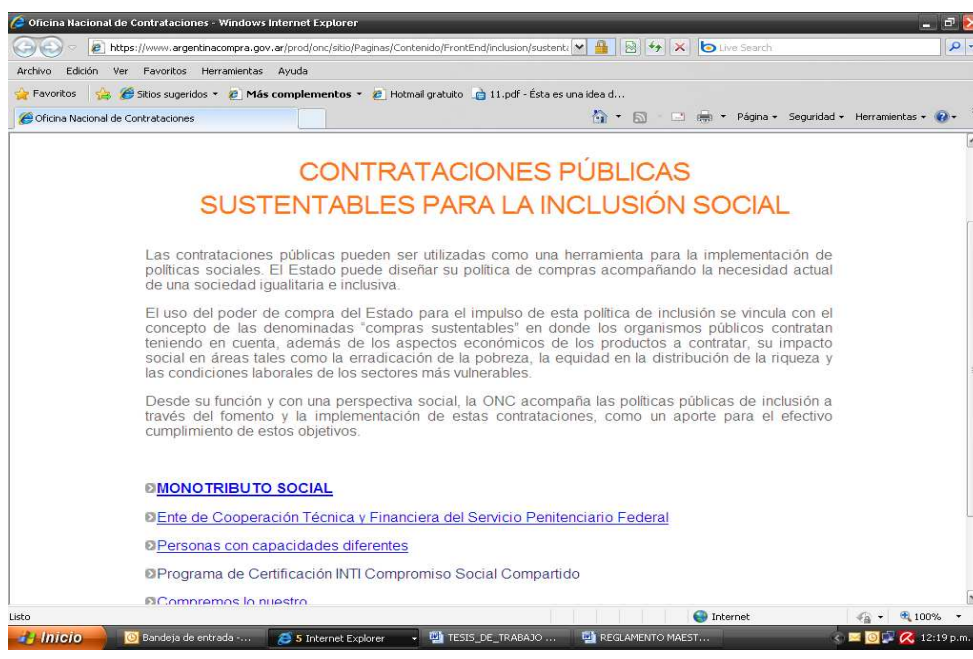 Oficina Nacional de Contrataciones - Windows Internet Explorer
https://www.argentinacompra.gov.ar/prod/onc/sitio/Paginas/Contenido/FrontEnd/inclusion/sustent
Live Search
Archivo Edición Ver Favoritos Herramientas Ayuda
Favoritos Sitios sugeridos Más complementos Hotmail gratuito 11.pdf - Ésta es una idea d...
Oficina Nacional de Contrataciones Página Seguridad Herramientas
CONTRATACIONES PÚBLICAS
SUSTENTABLES PARA LA INCLUSIÓN SOCIAL
Las contrataciones públicas pueden ser utilizadas como una herramienta para la implementación de
políticas sociales. El Estado puede diseñar su política de compras acompañando la necesidad actual
de una sociedad igualitaria e inclusiva.
El uso del poder de compra del Estado para el impulso de esta política de inclusión se vincula con el
concepto de las denominadas "compras sustentables" en donde los organismos públicos contratan
teniendo en cuenta, además de los aspectos económicos de los productos a contratar, su impacto
social en áreas tales como la erradicación de la pobreza, la equidad en la distribución de la riqueza y
las condiciones laborales de los sectores más vulnerables.
Desde su función y con una perspectiva social, la ONC acompaña las políticas públicas de inclusión a
través del fomento y la implementación de estas contrataciones, como un aporte para el efectivo
cumplimiento de estos objetivos.
MONOTRIBUTO SOCIAL
Ente de Cooperación Técnica y Financiera del Servicio Penitenciario Federal
Personas con capacidades diferentes
Programa de Certificación INTI Compromiso Social Compartido
Compremos lo nuestro
Listo Internet 100%
Inicio Bandeja de entrada -... 5 Internet Explorer TESIS_DE_TRABAJO ... REGLAMENTO MAEST... 12:19 p.m.